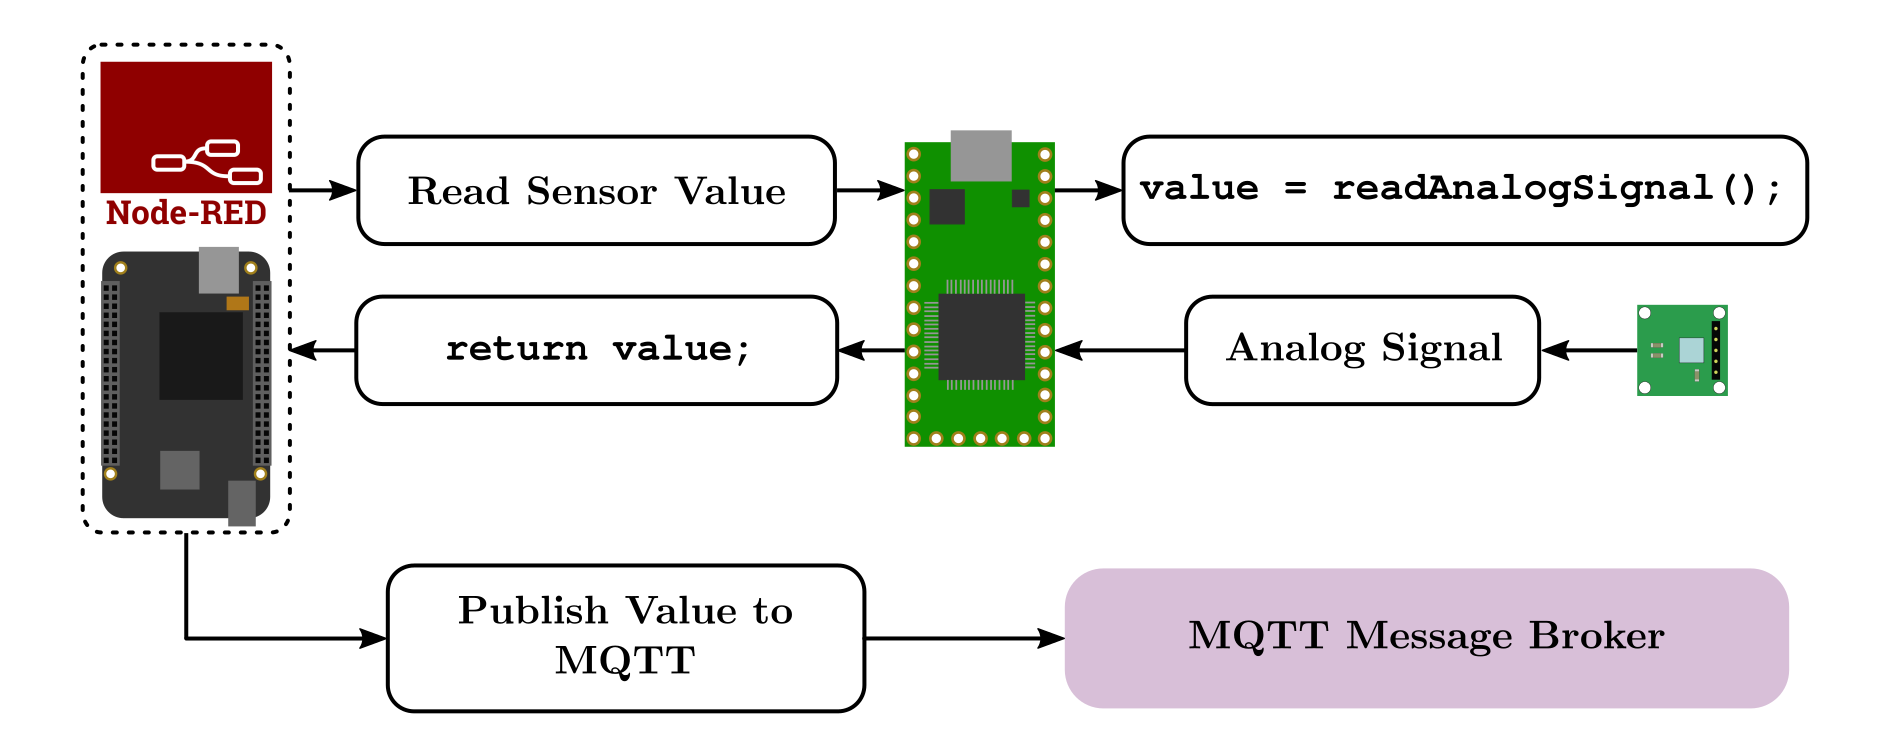 Node-RED
Read Sensor Value
value = readAnalogSignal();
return value;
Analog Signal
Publish Value to
MQTT
MQTT Message Broker